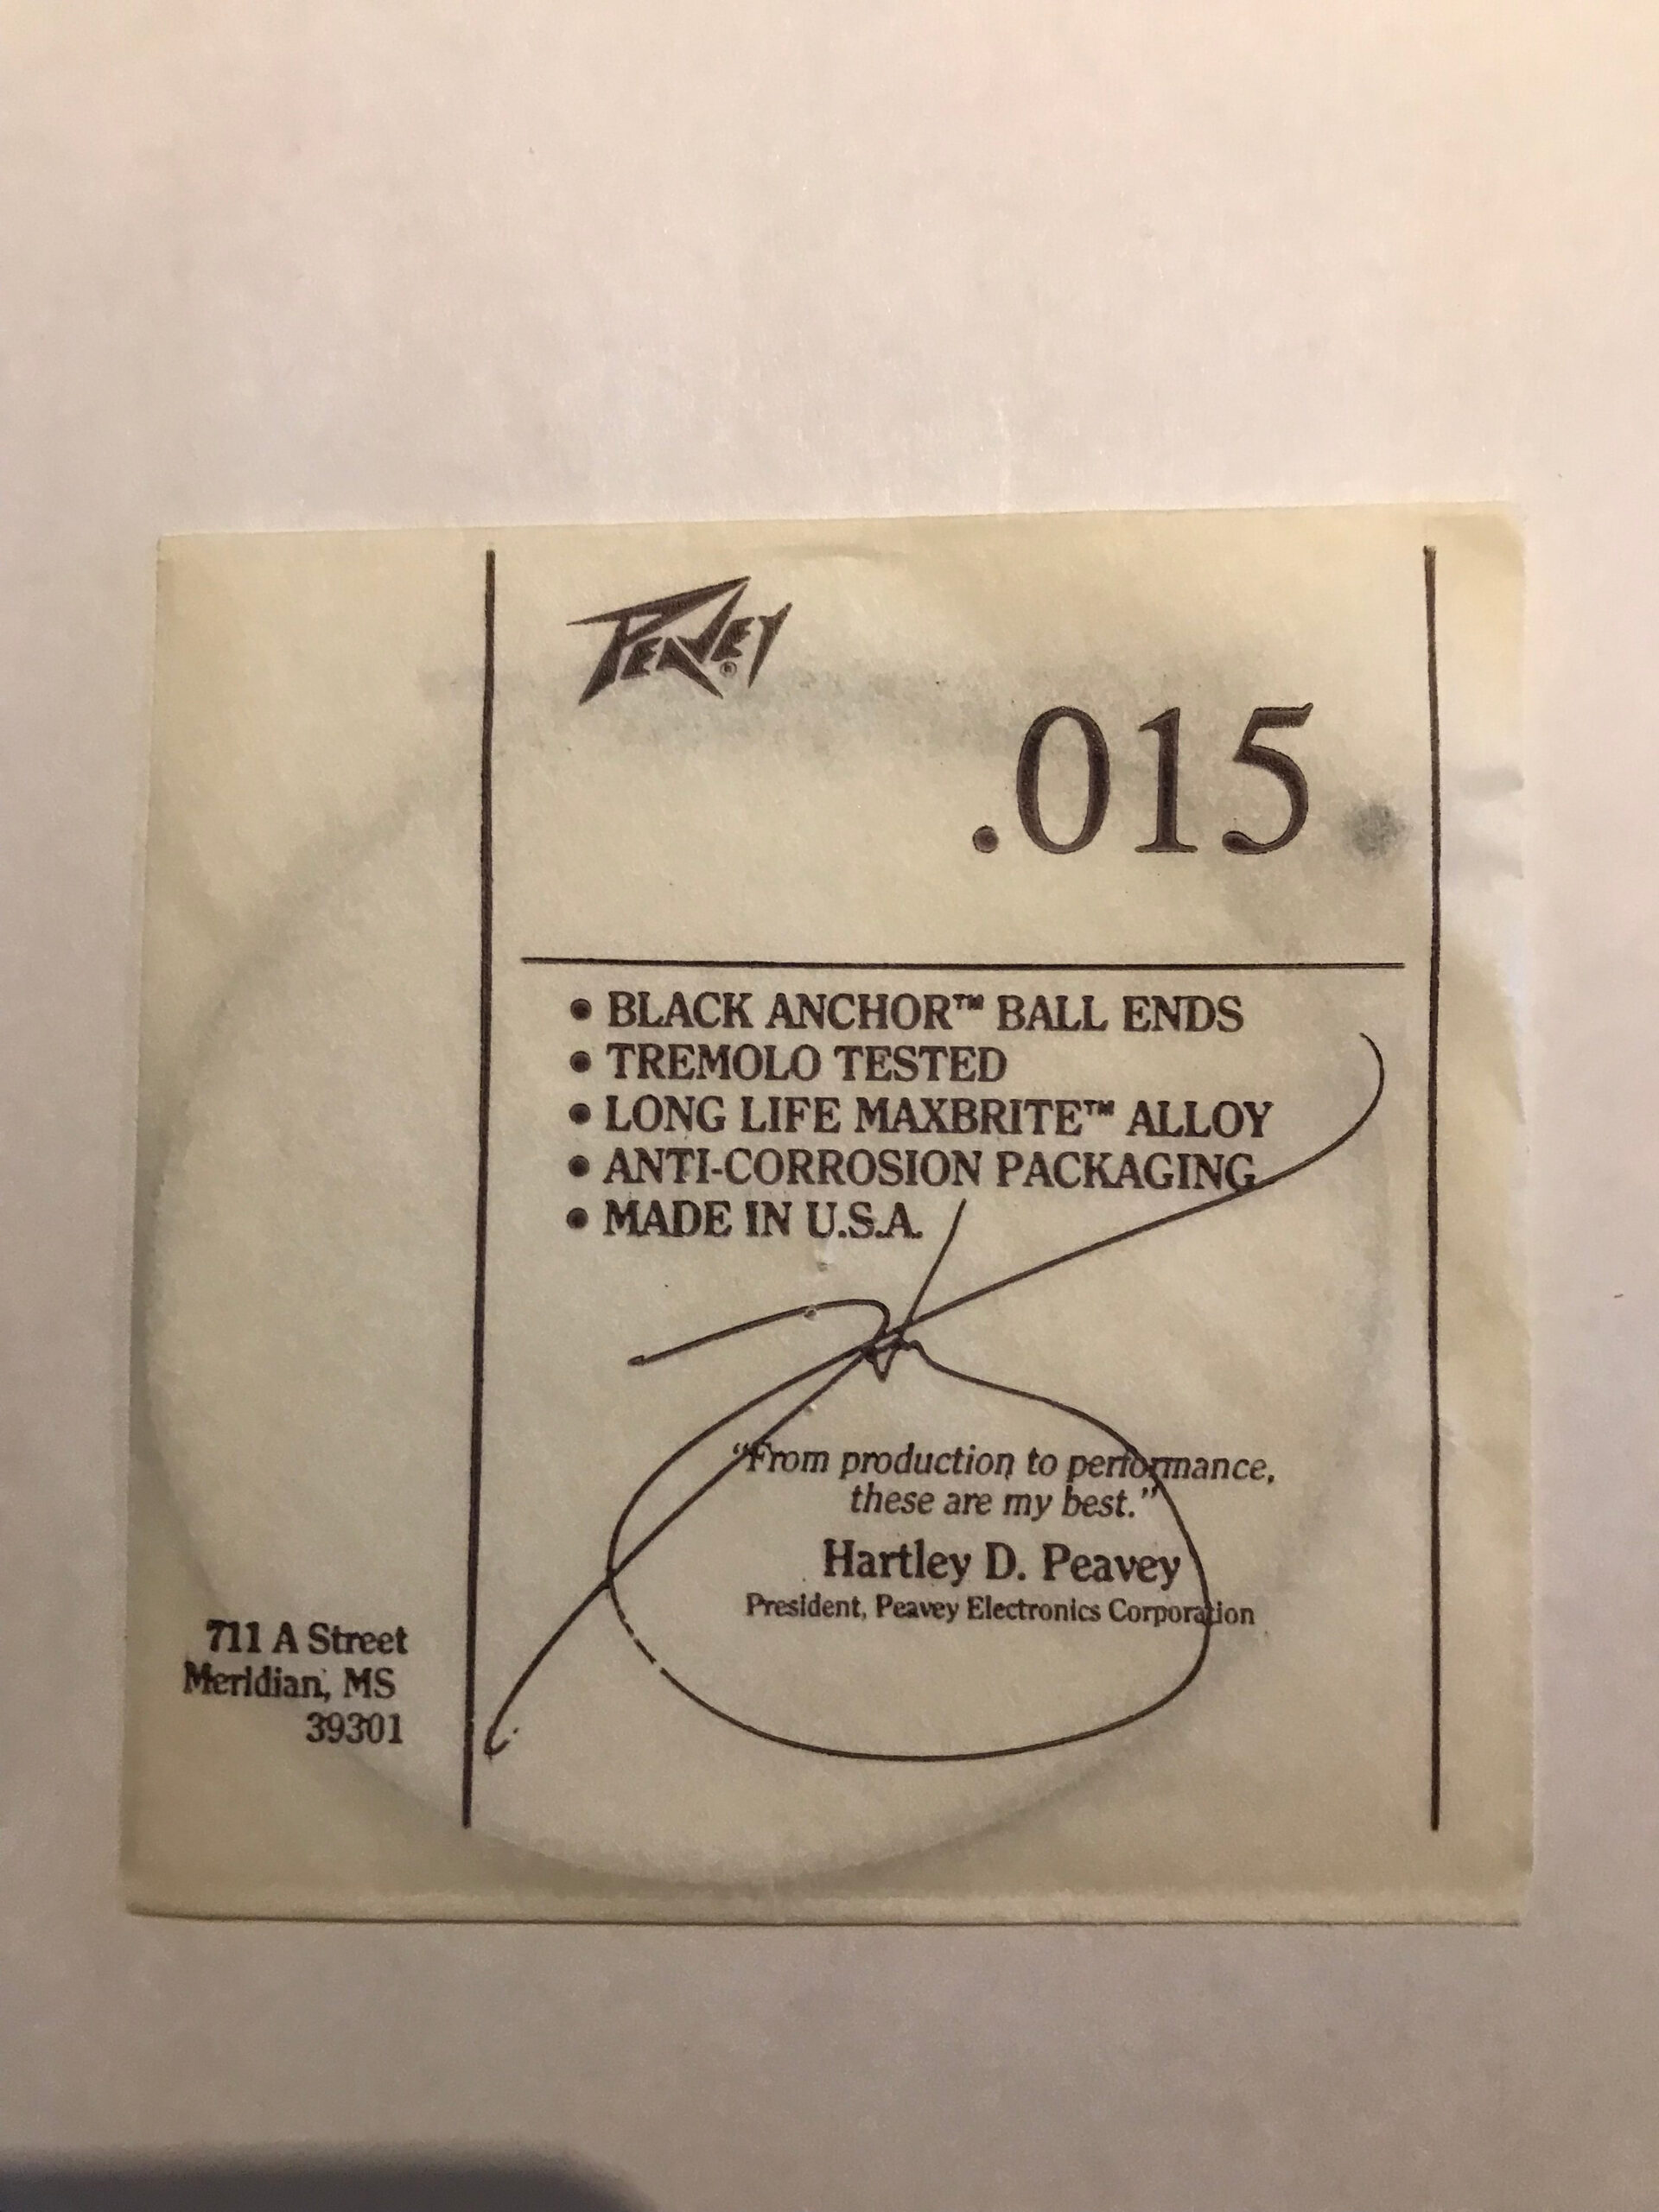 PEAVEY®
.015
• BLACK ANCHOR™ BALL ENDS
• TREMOLO TESTED
• LONG LIFE MAXBRITE™ ALLOY
• ANTI-CORROSION PACKAGING
• MADE IN U.S.A.
“From production to performance,
these are my best.”
Hartley D. Peavey
President, Peavey Electronics Corporation
711 A Street
Meridian, MS
39301